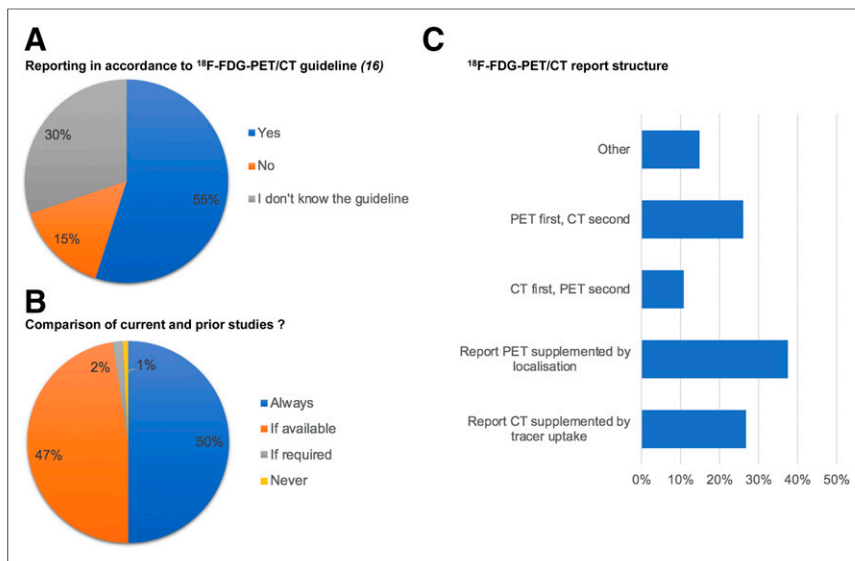 A
Reporting in accordance to ¹⁸F-FDG-PET/CT guideline (16)
30%
55%
15%
Yes
No
I don't know the guideline
B
Comparison of current and prior studies ?
2%
1%
47%
50%
Always
If available
If required
Never
C
¹⁸F-FDG-PET/CT report structure
Other
PET first, CT second
CT first, PET second
Report PET supplemented by
localisation
Report CT supplemented by
tracer uptake
0% 10% 20% 30% 40% 50%